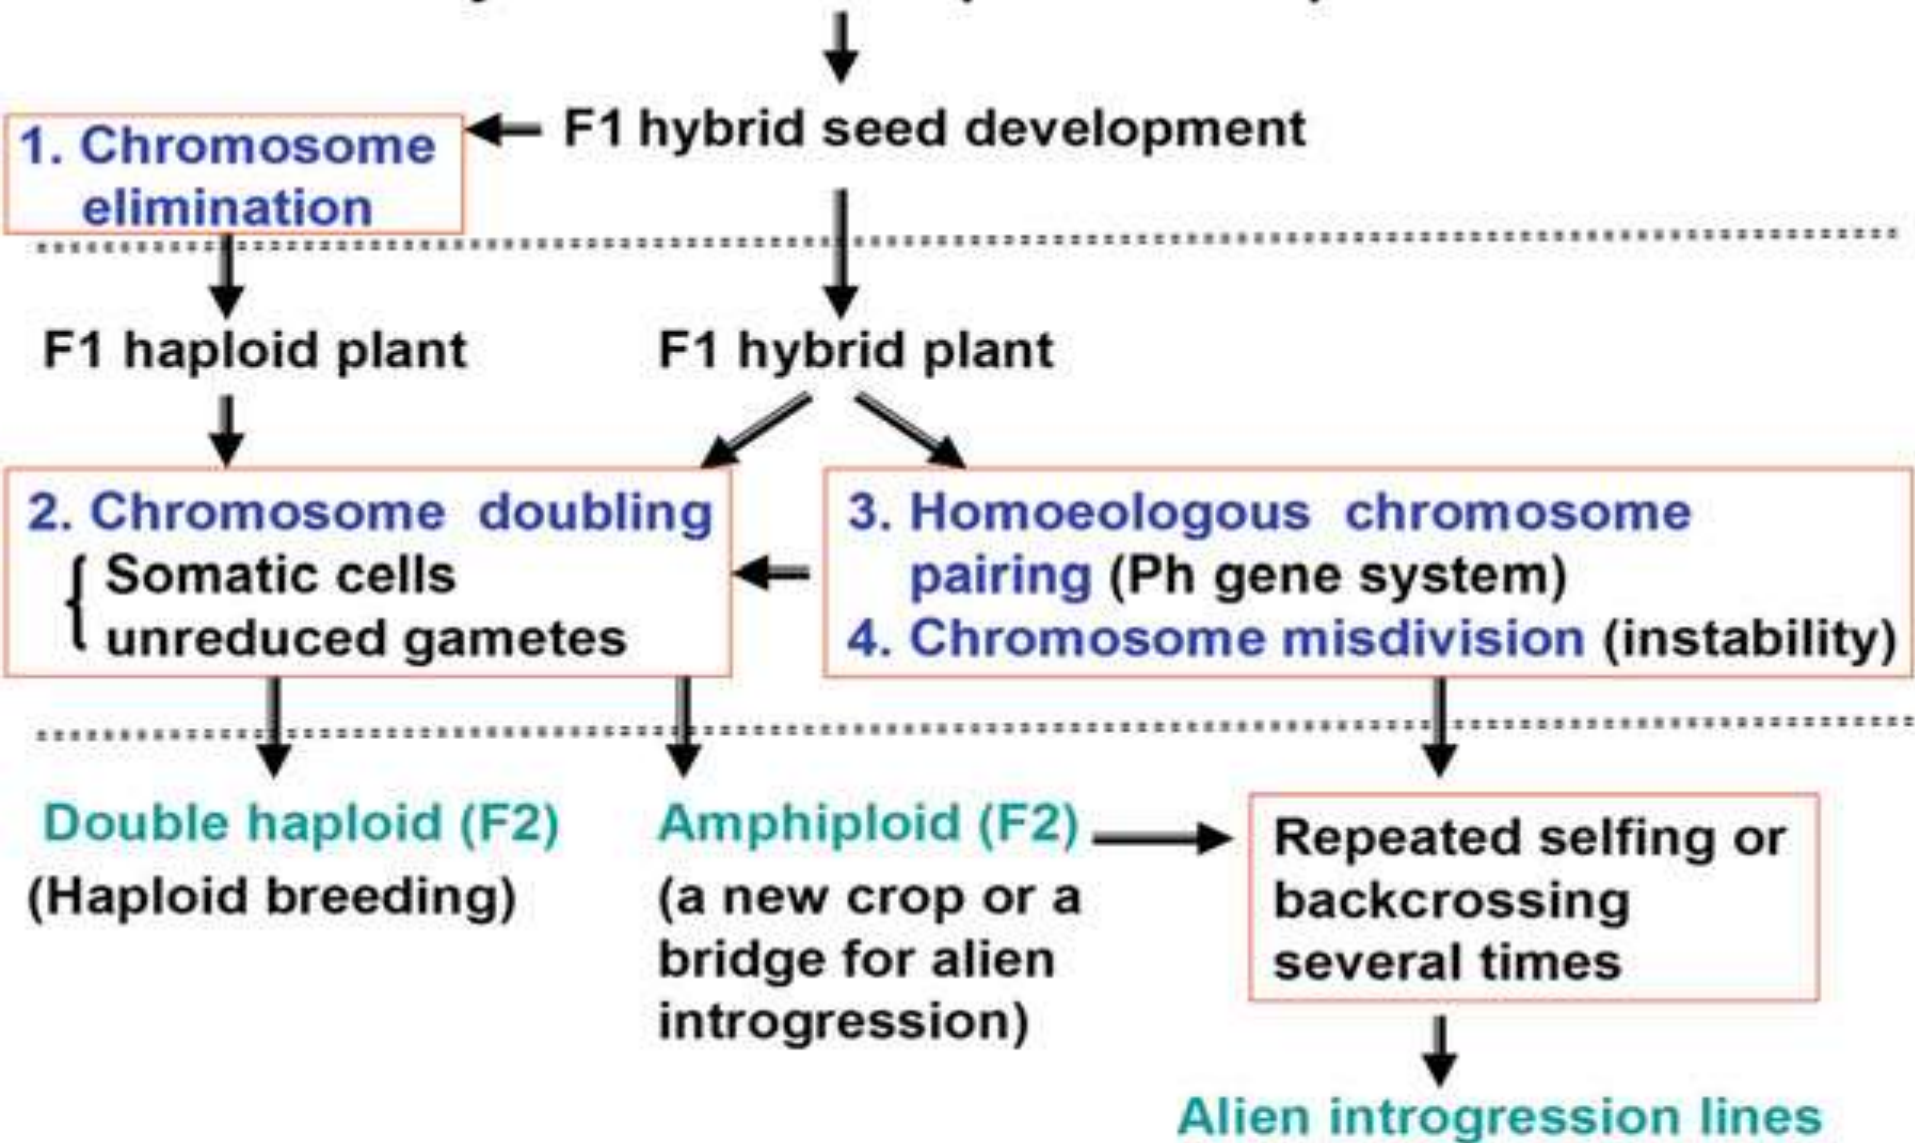 F1 hybrid seed development
1. Chromosome
elimination
F1 haploid plant
F1 hybrid plant
2. Chromosome doubling
Somatic cells
unreduced gametes
3. Homoeologous chromosome
pairing (Ph gene system)
4. Chromosome misdivision (instability)
Double haploid (F2)
(Haploid breeding)
Amphiploid (F2)
(a new crop or a
bridge for alien
introgression)
Repeated selfing or
backcrossing
several times
Alien introgression lines